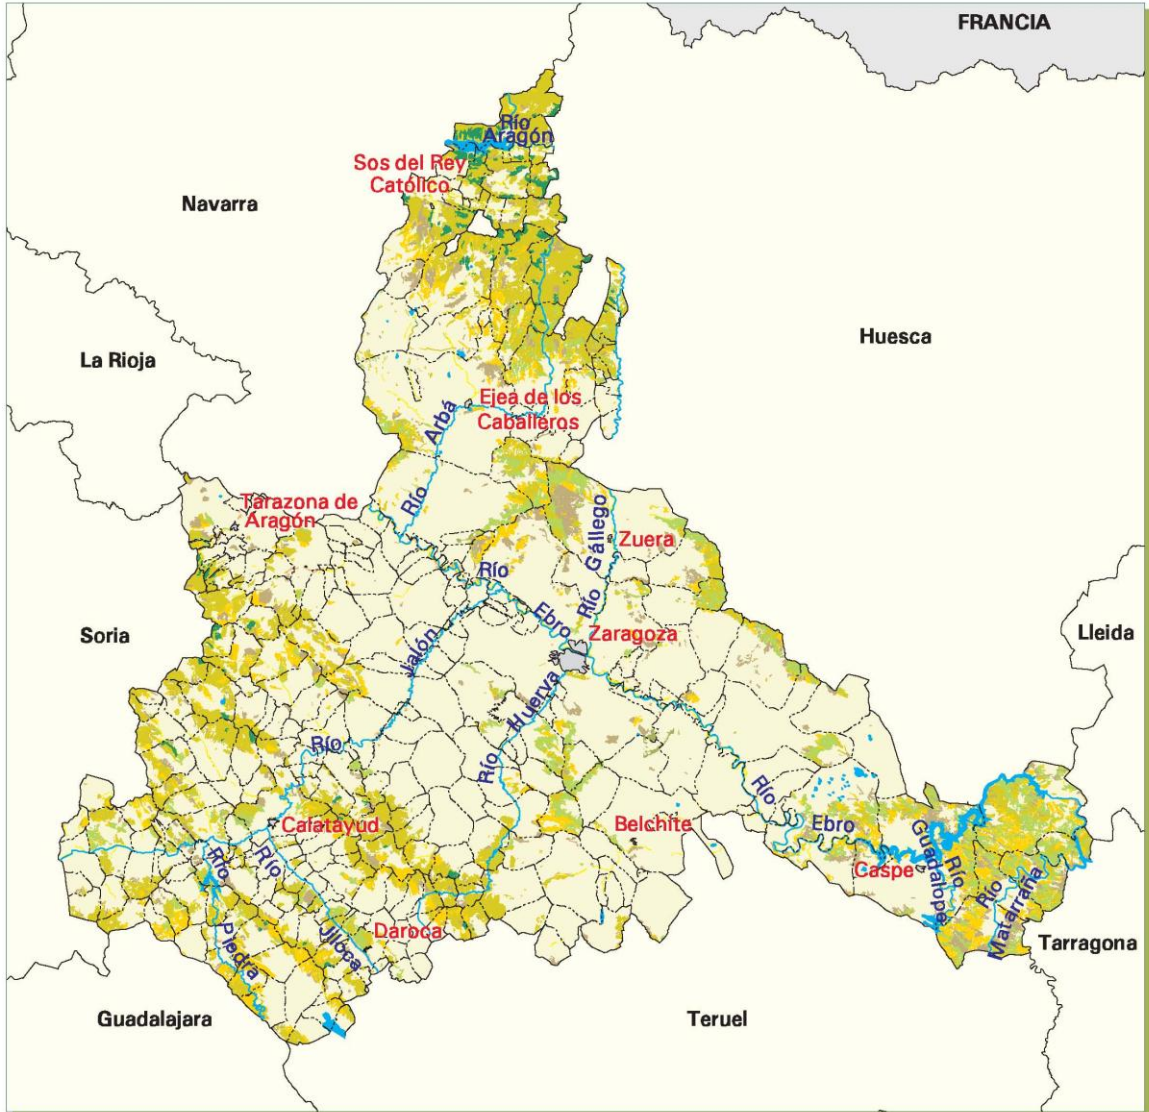 FRANCIA
Río
Aragón
Sos del Rey
Católico
Navarra
Huesca
La Rioja
Ejea de los
Caballeros
Río Arbá
Tarazona de
Aragón
Río Gállego
Zuera
Río Ebro
Zaragoza
Soria
Lleida
Río Jalón
Río Huerva
Río Ebro
Calatayud
Belchite
Caspe
Río Guadalope
Río Matarraña
Río Piedra
Río Jiloca
Daroca
Tarragona
Guadalajara
Teruel